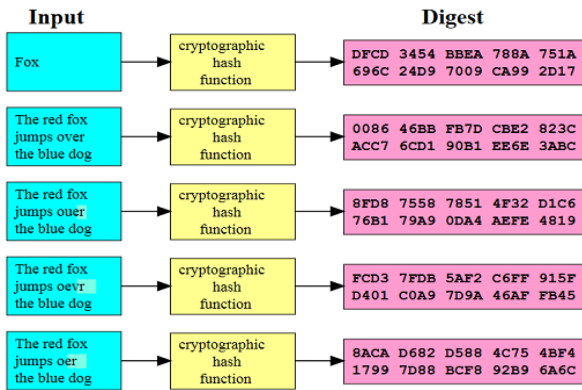 Input
Digest
Fox
cryptographic
hash
function
DFCD 3454 BBEA 788A 751A
696C 24D9 7009 CA99 2D17
The red fox
jumps over
the blue dog
cryptographic
hash
function
0086 46BB FB7D CBE2 823C
ACC7 6CD1 90B1 EE6E 3ABC
The red fox
jumps ouer
the blue dog
cryptographic
hash
function
8FD8 7558 7851 4F32 D1C6
76B1 79A9 0DA4 AEFE 4819
The red fox
jumps oevr
the blue dog
cryptographic
hash
function
FCD3 7FDB 5AF2 C6FF 915F
D401 C0A9 7D9A 46AF FB45
The red fox
jumps oer
the blue dog
cryptographic
hash
function
8ACA D682 D588 4C75 4BF4
1799 7D88 BCF8 92B9 6A6C